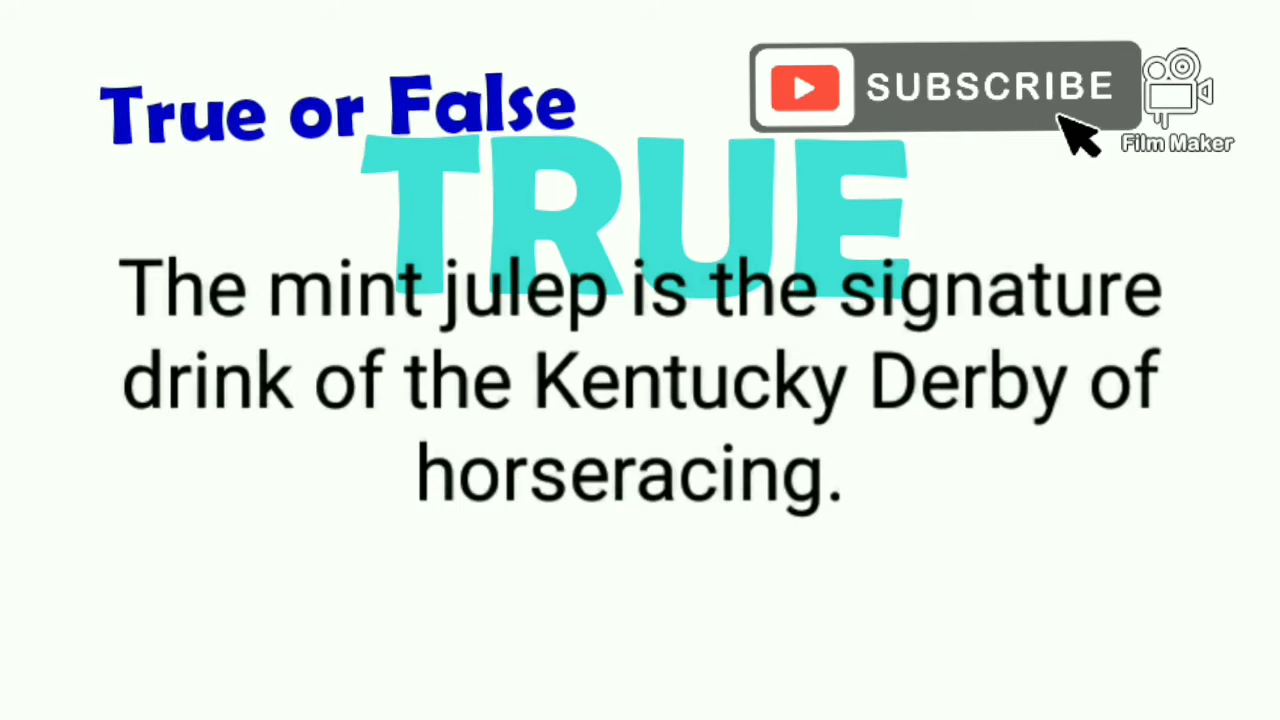 True or False
SUBSCRIBE
Film Maker
TRUE
The mint julep is the signature
drink of the Kentucky Derby of
horseracing.